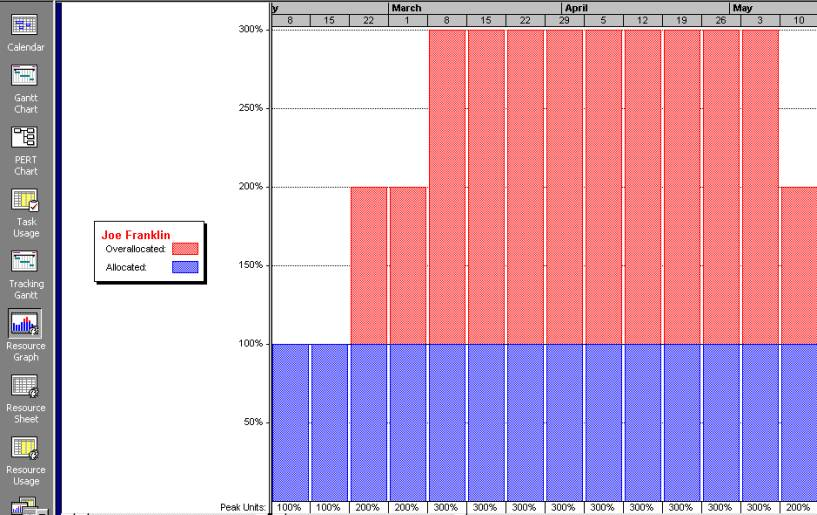 y March April May
8 15 22 1 8 15 22 29 5 12 19 26 3 10
Calendar
Gantt
Chart
PERT
Chart
Task
Usage
Tracking
Gantt
Resource
Graph
Resource
Sheet
Resource
Usage
Joe Franklin
Overallocated:
Allocated:
300%
250%
200%
150%
100%
50%
Peak Units: 100% 100% 200% 200% 300% 300% 300% 300% 300% 300% 300% 300% 300% 200%